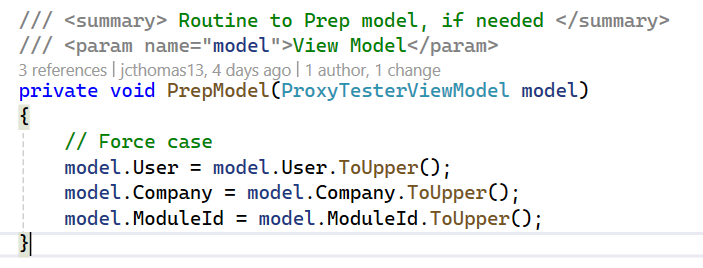 /// <summary> Routine to Prep model, if needed </summary>
/// <param name="model">View Model</param>
3 references | jcthomas13, 4 days ago | 1 author, 1 change
private void PrepModel(ProxyTesterViewModel model)
{
    // Force case
    model.User = model.User.ToUpper();
    model.Company = model.Company.ToUpper();
    model.ModuleId = model.ModuleId.ToUpper();
}